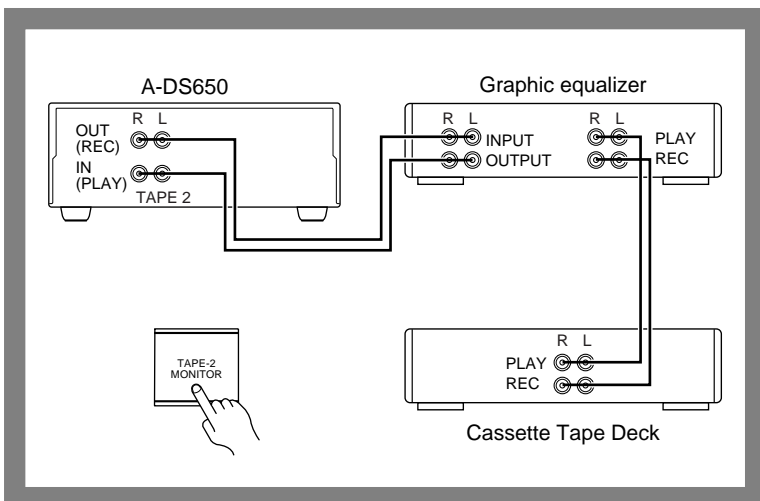 A-DS650
R L
OUT
(REC)
IN
(PLAY)
TAPE 2
Graphic equalizer
R L
INPUT
OUTPUT
R L
PLAY
REC
TAPE-2
MONITOR
R L
PLAY
REC
Cassette Tape Deck